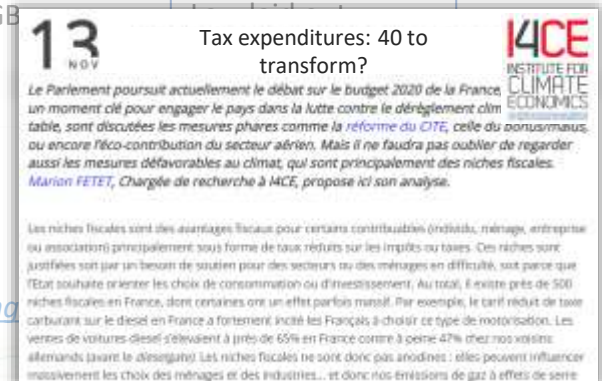 GB
13
NOV
Tax expenditures: 40 to
transform?
I4CE
INSTITUTE FOR
CLIMATE
ECONOMICS
Le Parlement poursuit actuellement le débat sur le budget 2020 de la France,
un moment clé pour engager le pays dans la lutte contre le dérèglement clim
table, sont discutées les mesures phares comme la réforme du CITE, celle du bonus/malus,
ou encore l'éco-contribution du secteur aérien. Mais il ne faudra pas oublier de regarder
aussi les mesures défavorables au climat, qui sont principalement des niches fiscales.
Marion FETET, Chargée de recherche à I4CE, propose ici son analyse.
Les niches fiscales sont des avantages fiscaux pour certains contribuables (individu, ménage, entreprise
ou association) principalement sous forme de taux réduits sur les impôts ou taxes. Ces niches sont
justifiées soit par un besoin de soutien pour des secteurs ou des ménages en difficulté, soit parce que
l'Etat souhaite orienter les choix de consommation ou d'investissement. Au total, il existe près de 500
niches fiscales en France, dont certaines ont un effet parfois massif. Par exemple, le tarif réduit de taxe
carburant sur le diesel en France a fortement incité les Français à choisir ce type de motorisation. Les
ventes de voitures diesel s'élevaient à près de 65% en France contre à peine 47% chez nos voisins
allemands (avant le dieselgate) Les niches fiscales ne sont donc pas anodines : elles peuvent influencer
massivement les choix des ménages et des industries... et donc nos émissions de gaz à effets de serre